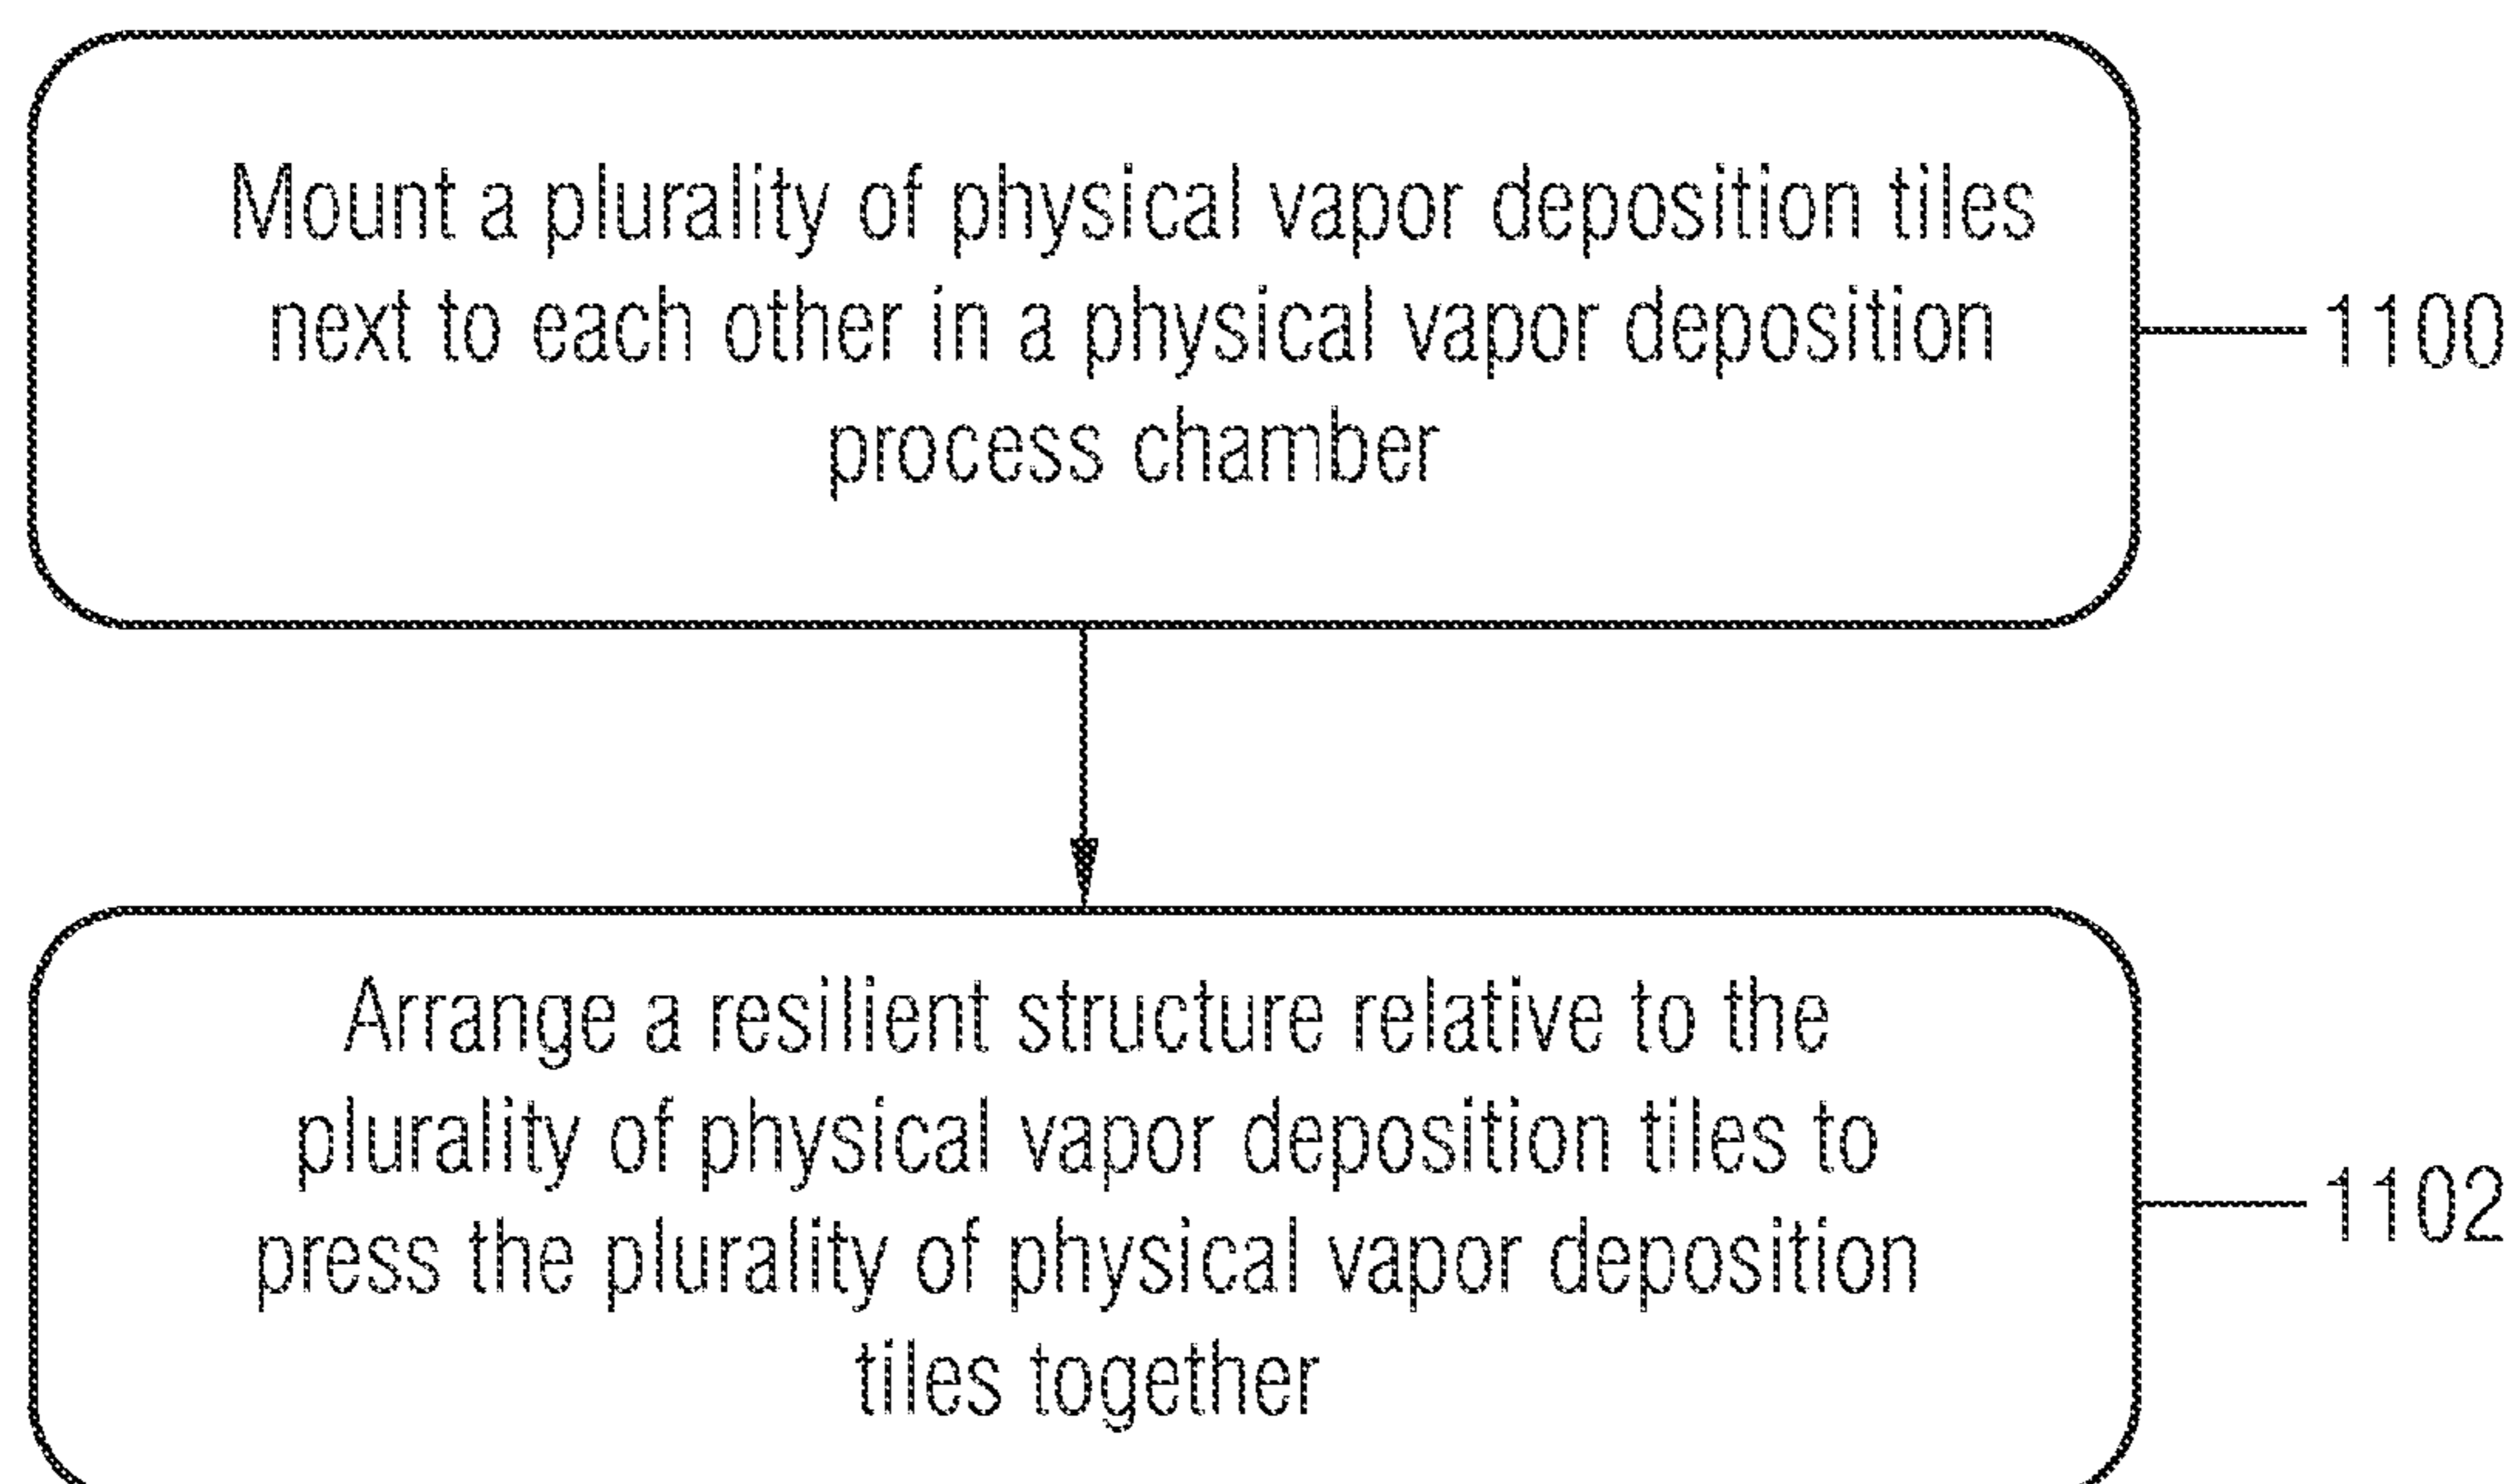 Mount a plurality of physical vapor deposition tiles
next to each other in a physical vapor deposition
process chamber
1100
Arrange a resilient structure relative to the
plurality of physical vapor deposition tiles to
press the plurality of physical vapor deposition
tiles together
1102